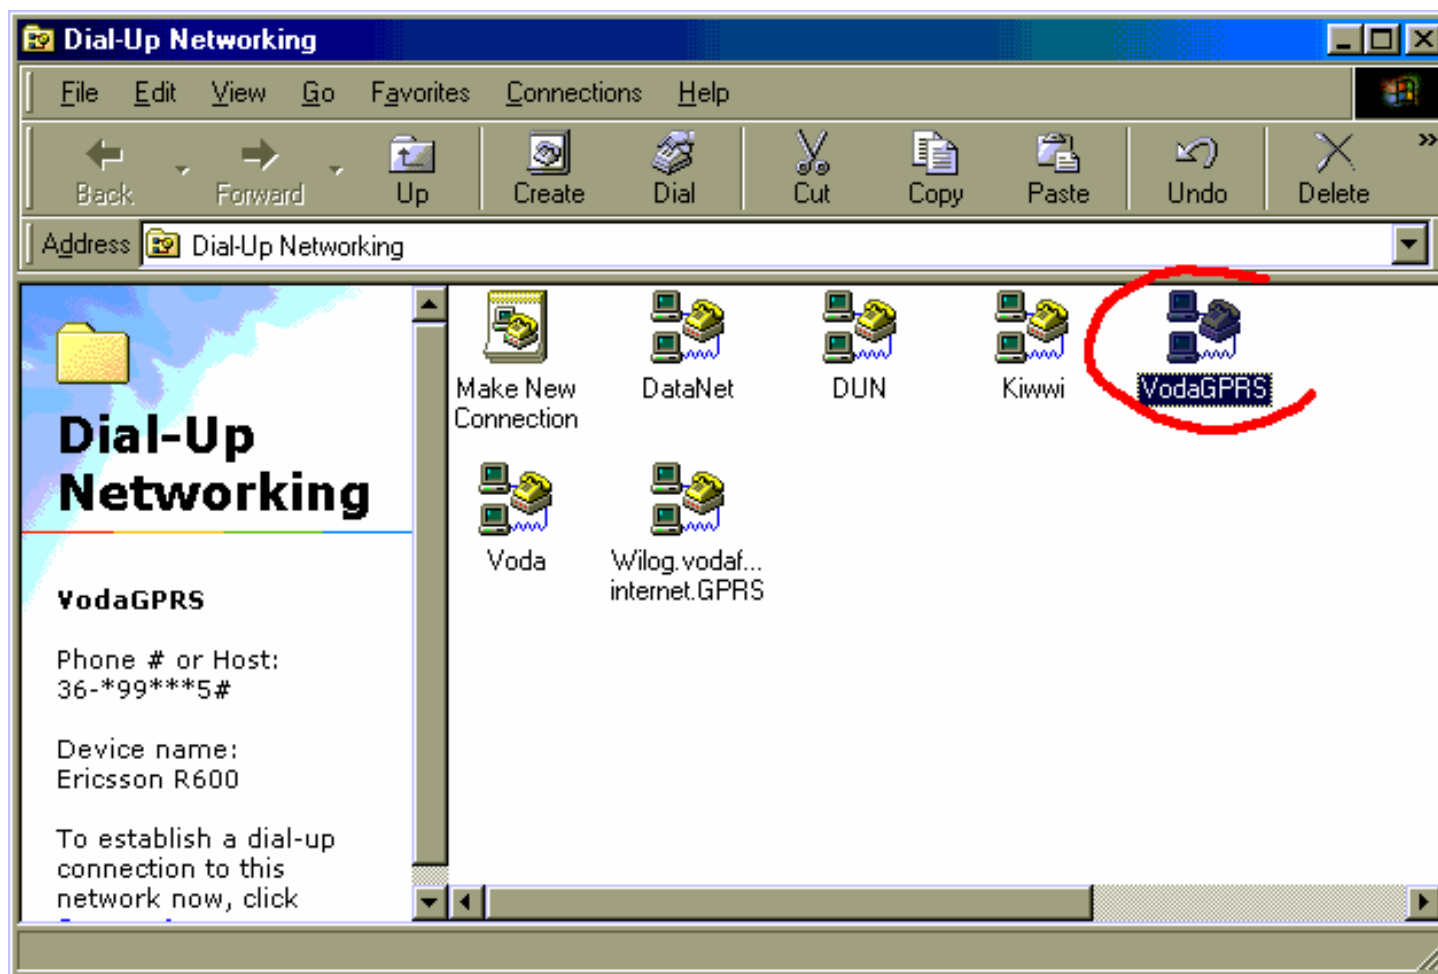 Dial-Up Networking
File Edit View Go Favorites Connections Help
Back Forward Up Create Dial Cut Copy Paste Undo Delete »
Address Dial-Up Networking
Dial-Up
Networking
VodaGPRS
Phone # or Host:
36-*99***5#
Device name:
Ericsson R600
To establish a dial-up
connection to this
network now, click
Make New
Connection
DataNet
DUN
Kiwwi
VodaGPRS
Voda
Wilog.vodaf...
internet.GPRS